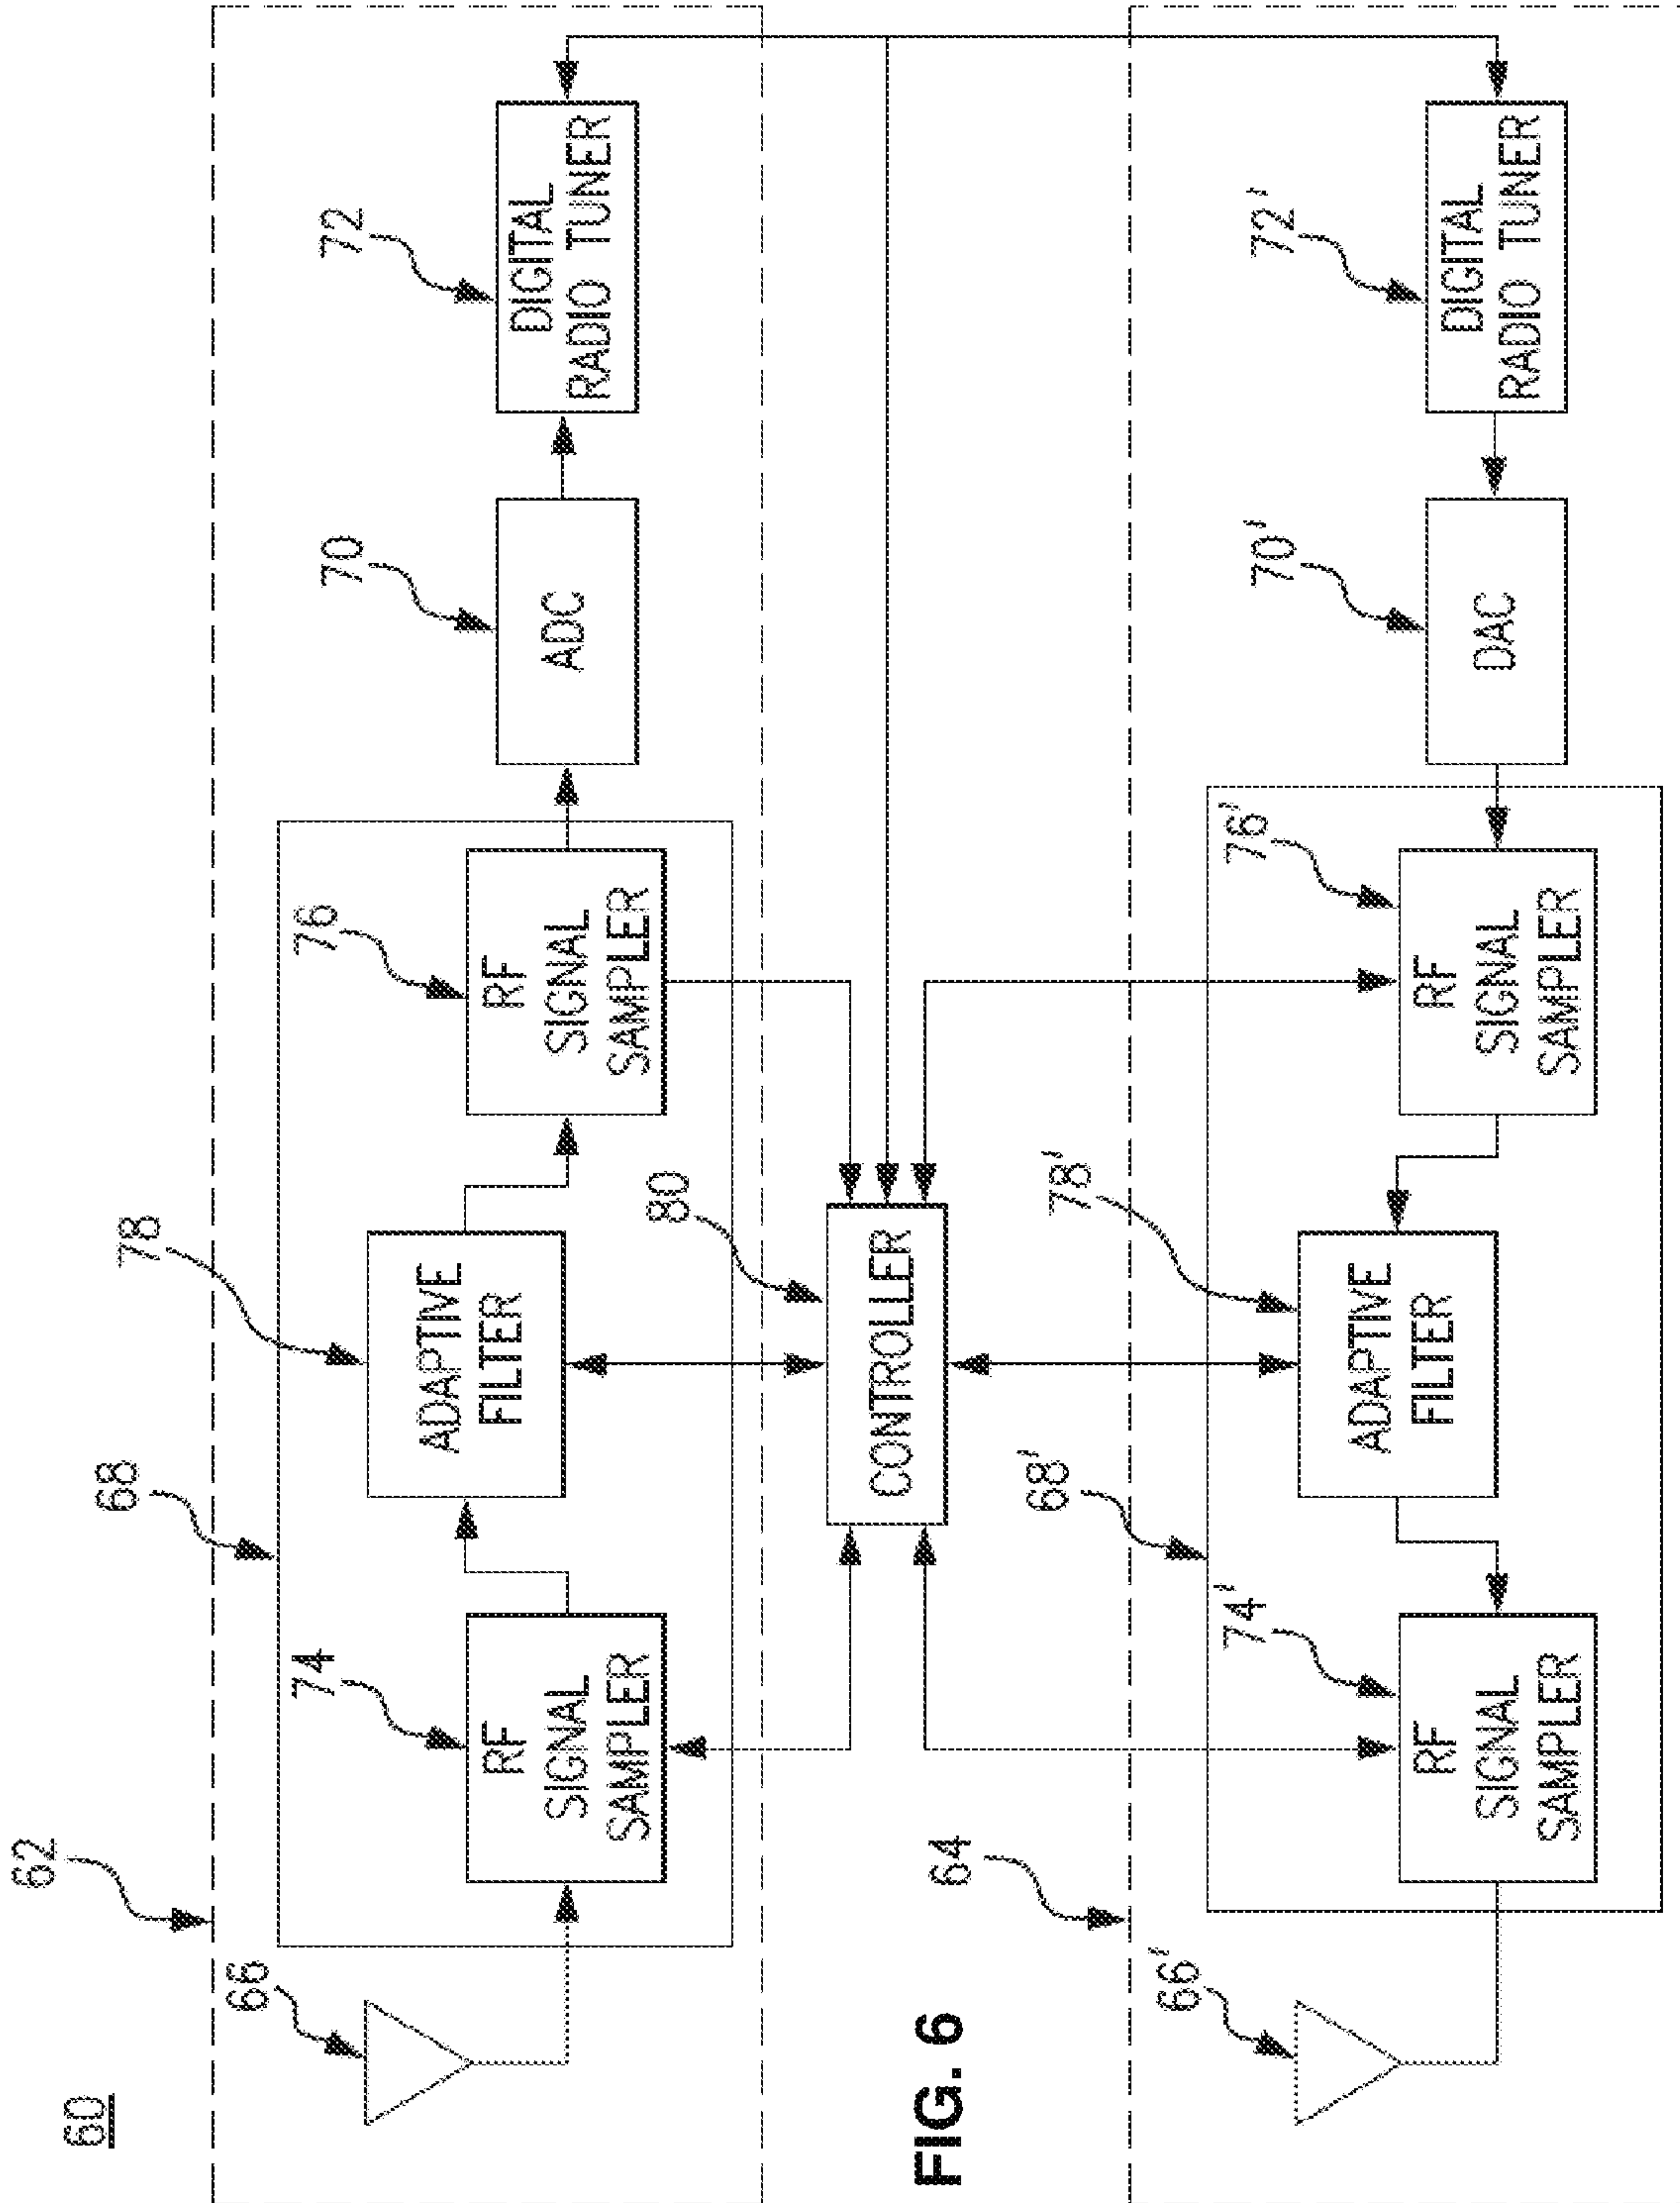 60
62
66
68
74
RF
SIGNAL
SAMPLER
78
ADAPTIVE
FILTER
76
RF
SIGNAL
SAMPLER
70
ADC
72
DIGITAL
RADIO TUNER
80
CONTROLLER
FIG. 6
64
66'
68'
74'
RF
SIGNAL
SAMPLER
78'
ADAPTIVE
FILTER
76'
RF
SIGNAL
SAMPLER
70'
DAC
72'
DIGITAL
RADIO TUNER